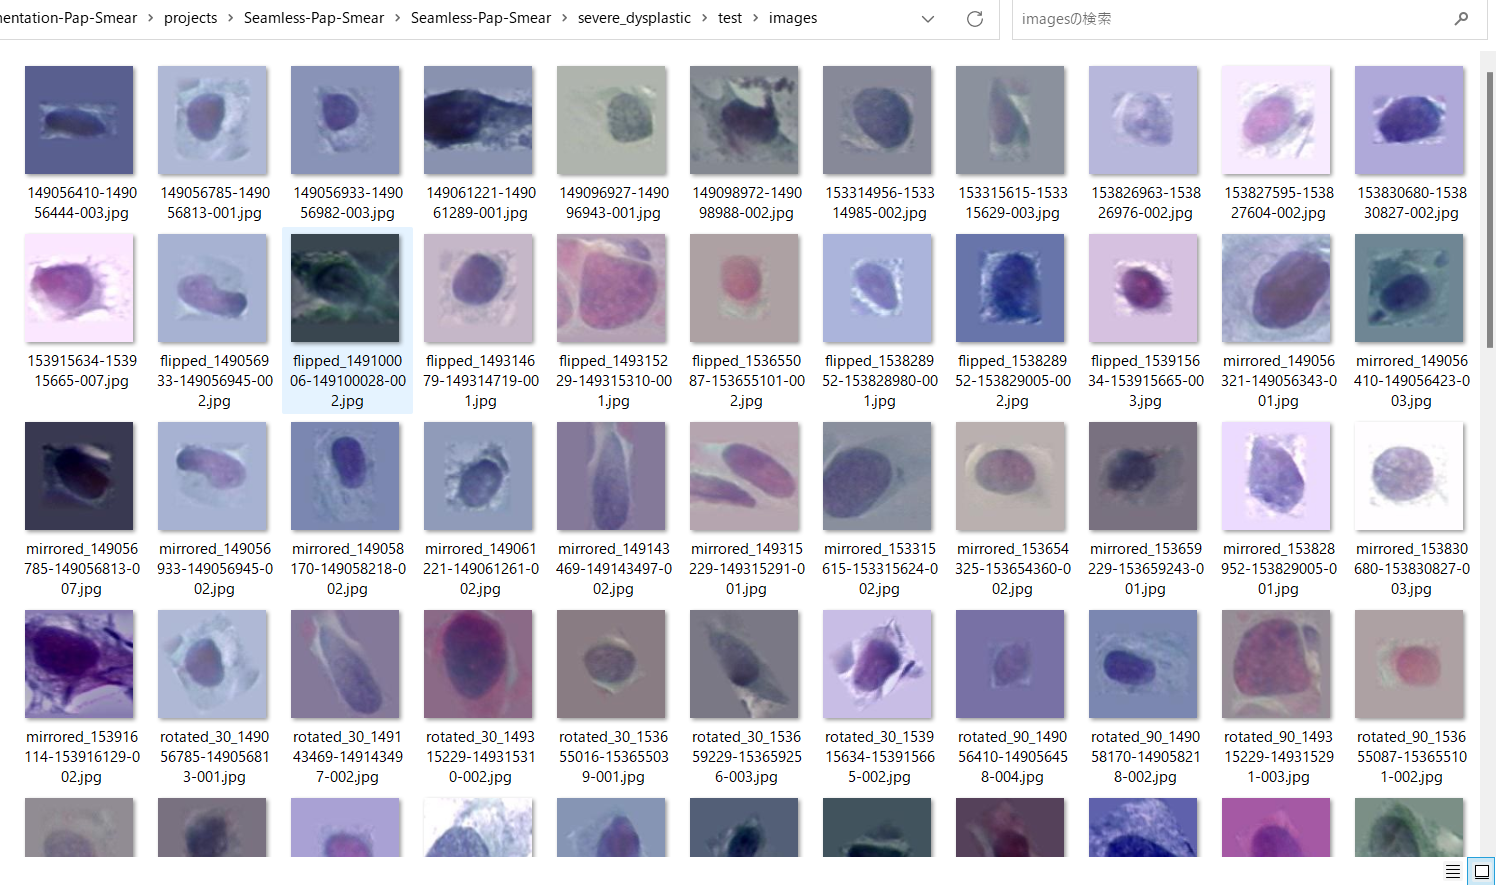 nentation-Pap-Smear > projects > Seamless-Pap-Smear > Seamless-Pap-Smear > severe_dysplastic > test > images
imagesの検索
149056410-1490 149056785-1490 149056933-1490 149061221-1490 149096927-1490 149098972-1490 153314956-1533 153315615-1533 153826963-1538 153827595-1538 153830680-1538
56444-003.jpg 56813-001.jpg 56982-003.jpg 61289-001.jpg 96943-001.jpg 98988-002.jpg 14985-002.jpg 15629-003.jpg 26976-002.jpg 27604-002.jpg 30827-002.jpg
153915634-1539 flipped_1490569 flipped_1491000 flipped_1493146 flipped_1493152 flipped_1536550 flipped_1538289 flipped_1538289 flipped_1539156 mirrored_149056 mirrored_149056
15665-007.jpg 33-149056945-00 06-149100028-00 79-149314719-00 29-149315310-00 87-153655101-00 52-153828980-00 52-153829005-00 34-153915665-00 321-149056343-0 410-149056423-0
2.jpg 2.jpg 1.jpg 1.jpg 2.jpg 1.jpg 2.jpg 3.jpg 01.jpg 03.jpg
mirrored_149056 mirrored_149056 mirrored_149058 mirrored_149061 mirrored_149143 mirrored_149315 mirrored_153315 mirrored_153654 mirrored_153659 mirrored_153828 mirrored_153830
785-149056813-0 933-149056945-0 170-149058218-0 221-149061261-0 469-149143497-0 229-149315291-0 615-153315624-0 325-153654360-0 229-153659243-0 952-153829005-0 680-153830827-0
07.jpg 02.jpg 02.jpg 02.jpg 02.jpg 01.jpg 02.jpg 02.jpg 01.jpg 01.jpg 03.jpg
mirrored_153916 rotated_30_1490 rotated_30_1491 rotated_30_1493 rotated_30_1536 rotated_30_1536 rotated_30_1539 rotated_90_1490 rotated_90_1490 rotated_90_1493 rotated_90_1536
114-153916129-0 56785-14905681 43469-14914349 15229-14931531 55016-15365503 59229-15365925 15634-15391566 56410-14905645 58170-14905821 15229-14931529 55087-15365510
02.jpg 3-001.jpg 7-002.jpg 0-002.jpg 9-001.jpg 6-003.jpg 5-002.jpg 8-004.jpg 8-002.jpg 1-003.jpg 1-002.jpg